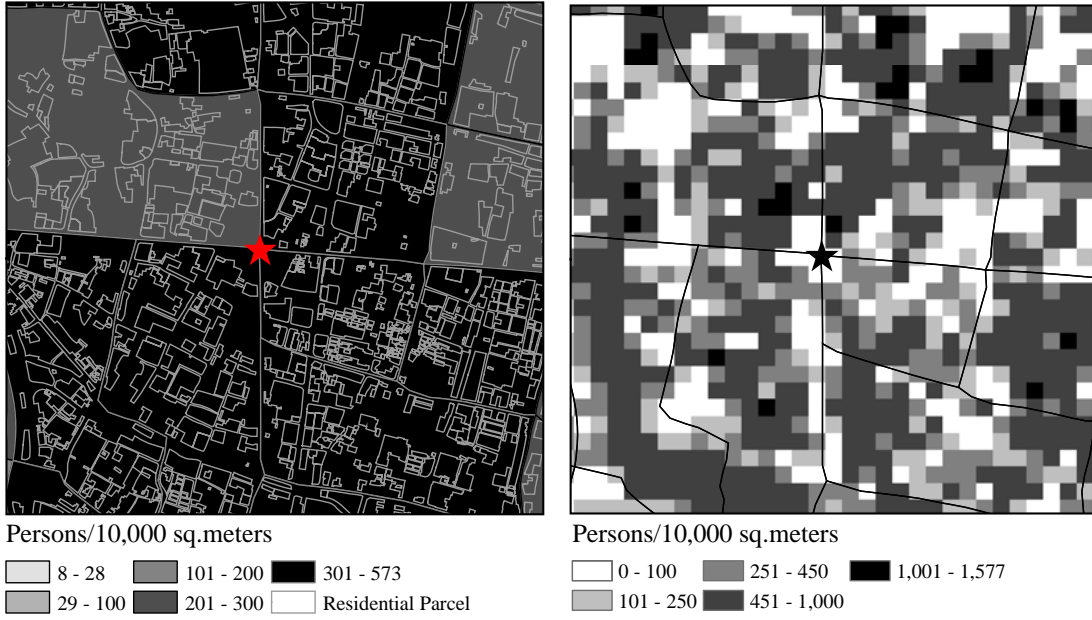 Persons/10,000 sq.meters
8 - 28
101 - 200
301 - 573
29 - 100
201 - 300
Residential Parcel
Persons/10,000 sq.meters
0 - 100
251 - 450
1,001 - 1,577
101 - 250
451 - 1,000